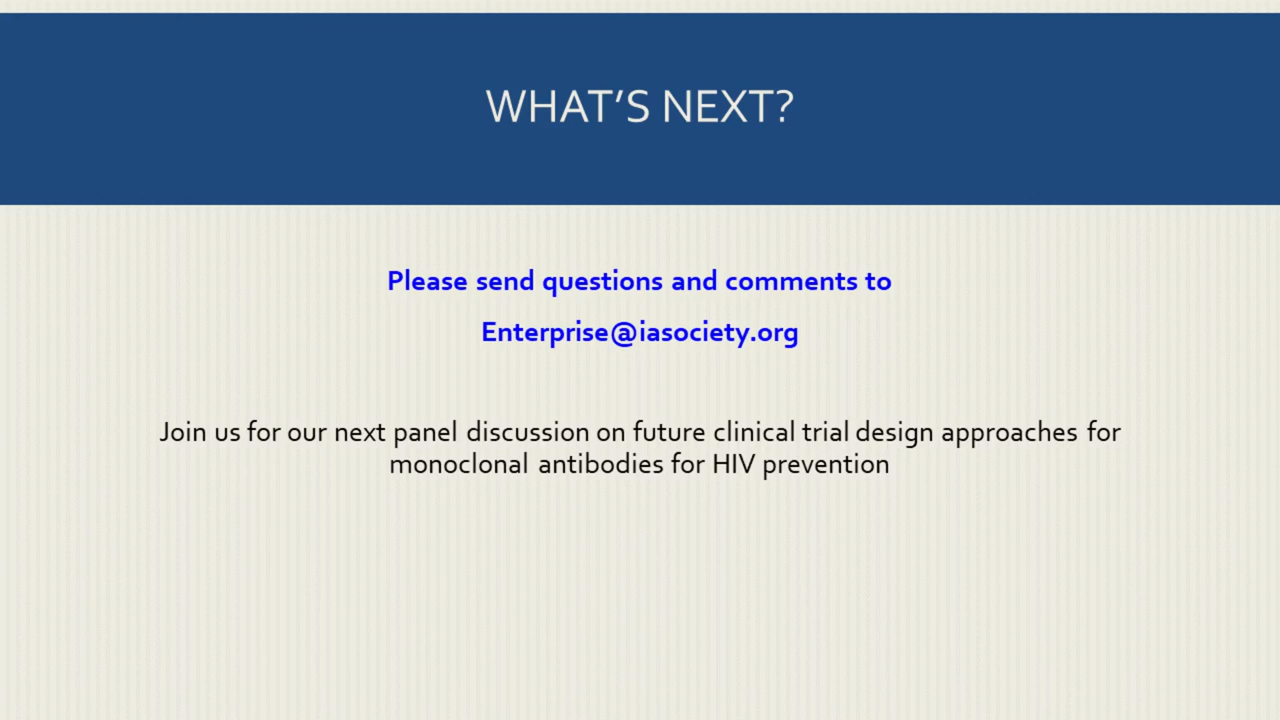 WHAT’S NEXT?
Please send questions and comments to
Enterprise@iasociety.org
Join us for our next panel discussion on future clinical trial design approaches for
monoclonal antibodies for HIV prevention